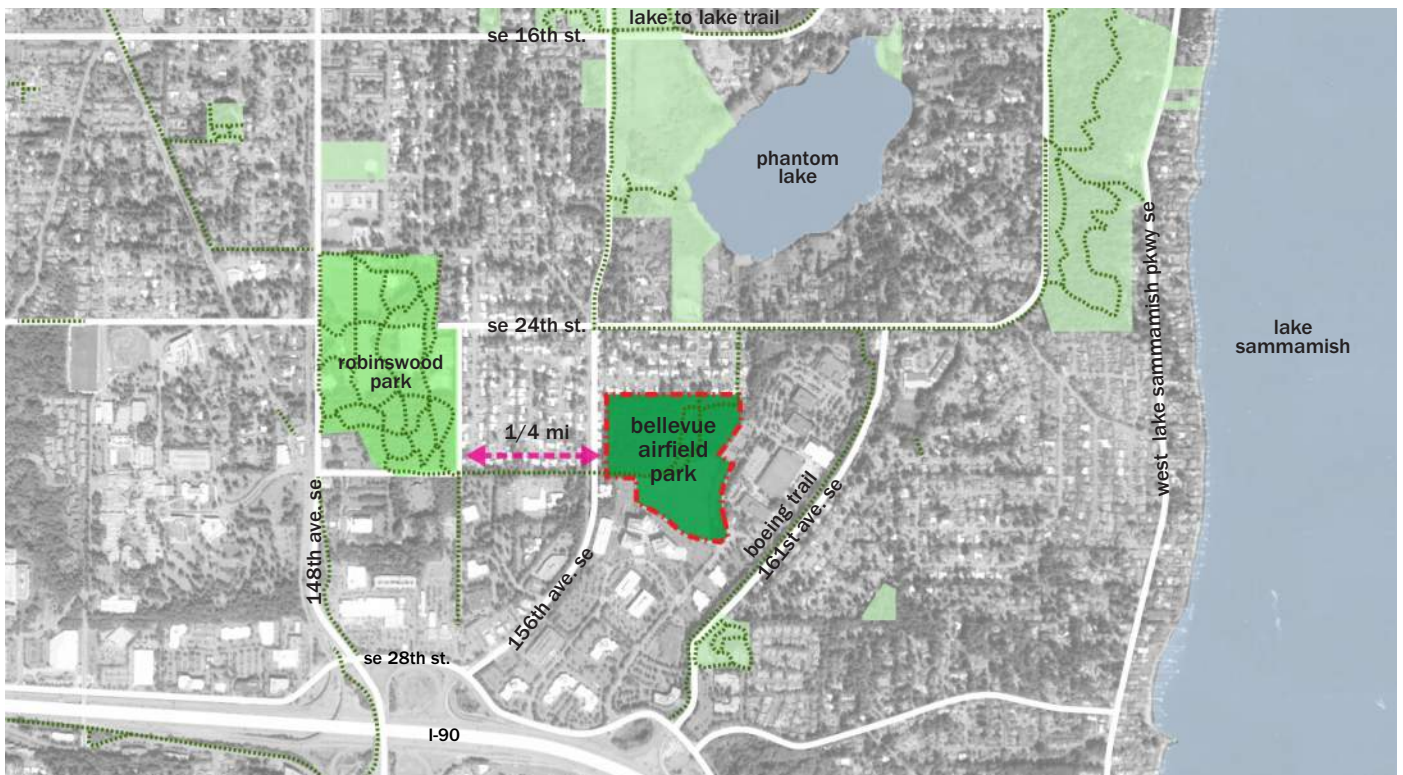 lake to lake trail
se 16th st.
phantom
lake
west lake sammamish pkwy se
se 24th st.
lake
sammamish
robinswood
park
1/4 mi
bellevue
airfield
park
boeing trail
161st ave. se
148th ave. se
156th ave. se
se 28th st.
I-90